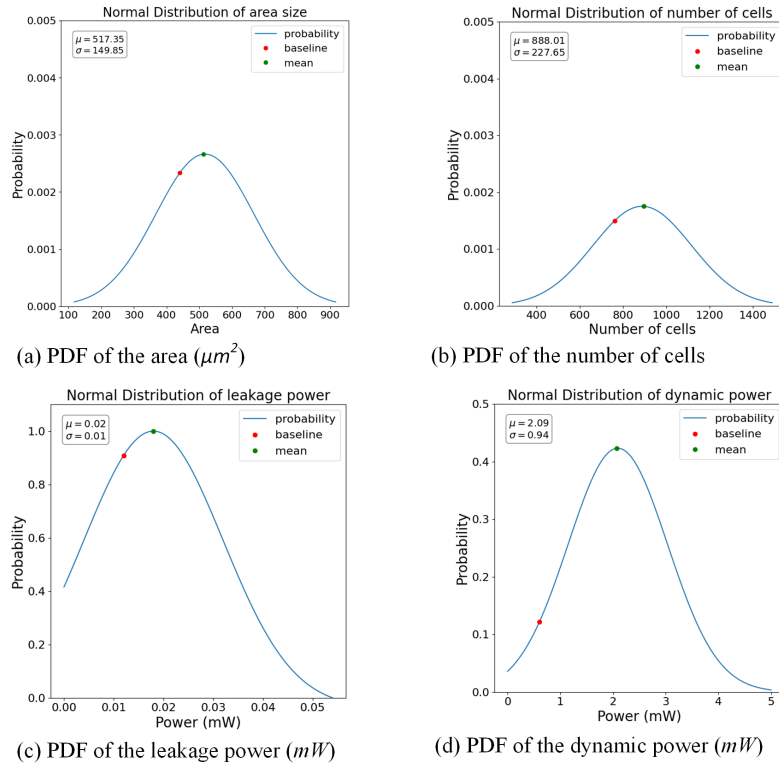 Normal Distribution of area size
0.005
0.004
0.003
0.002
0.001
0.000
Probability
μ = 517.35
σ = 149.85
probability
baseline
mean
100 200 300 400 500 600 700 800 900
Area
(a) PDF of the area (μm²)
Normal Distribution of number of cells
0.005
0.004
0.003
0.002
0.001
0.000
Probability
μ = 888.01
σ = 227.65
probability
baseline
mean
400 600 800 1000 1200 1400
Number of cells
(b) PDF of the number of cells
Normal Distribution of leakage power
1.0
0.8
0.6
0.4
0.2
0.0
Probability
μ = 0.02
σ = 0.01
probability
baseline
mean
0.00 0.01 0.02 0.03 0.04 0.05
Power (mW)
(c) PDF of the leakage power (mW)
Normal Distribution of dynamic power
0.5
0.4
0.3
0.2
0.1
0.0
Probability
μ = 2.09
σ = 0.94
probability
baseline
mean
0 1 2 3 4 5
Power (mW)
(d) PDF of the dynamic power (mW)